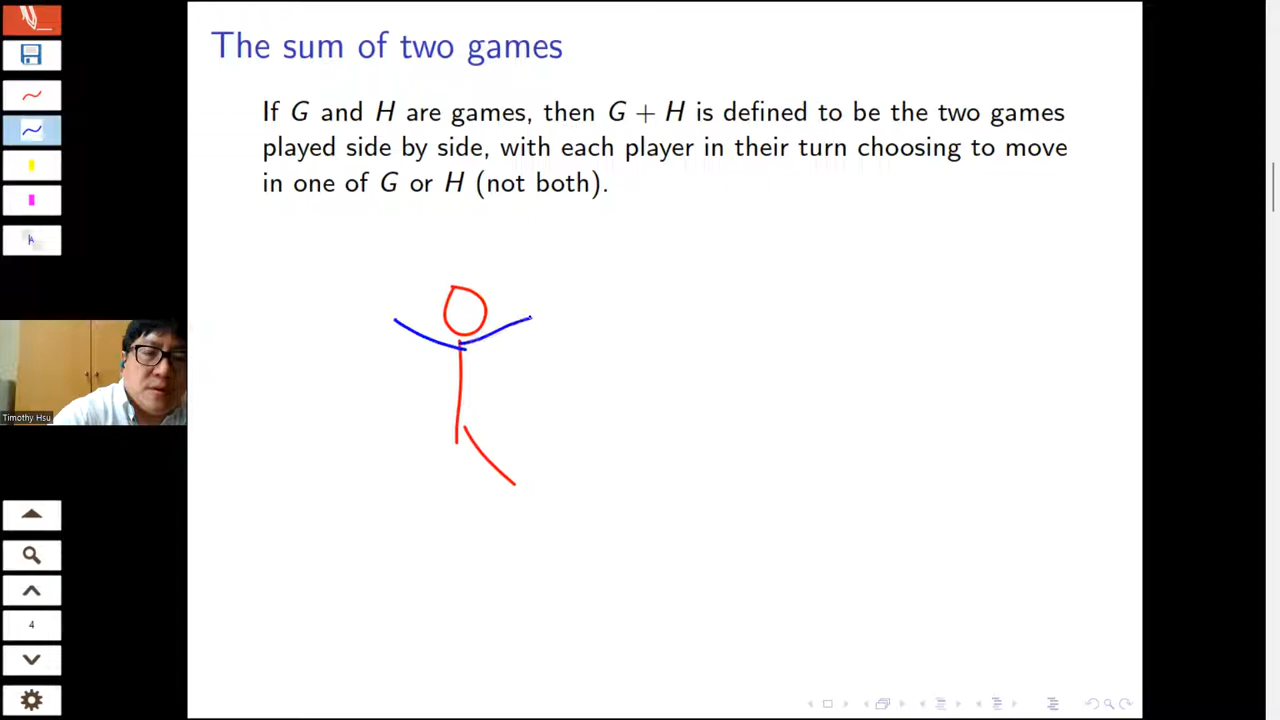 The sum of two games
If G and H are games, then G + H is defined to be the two games
played side by side, with each player in their turn choosing to move
in one of G or H (not both).
Timothy Hsu
4